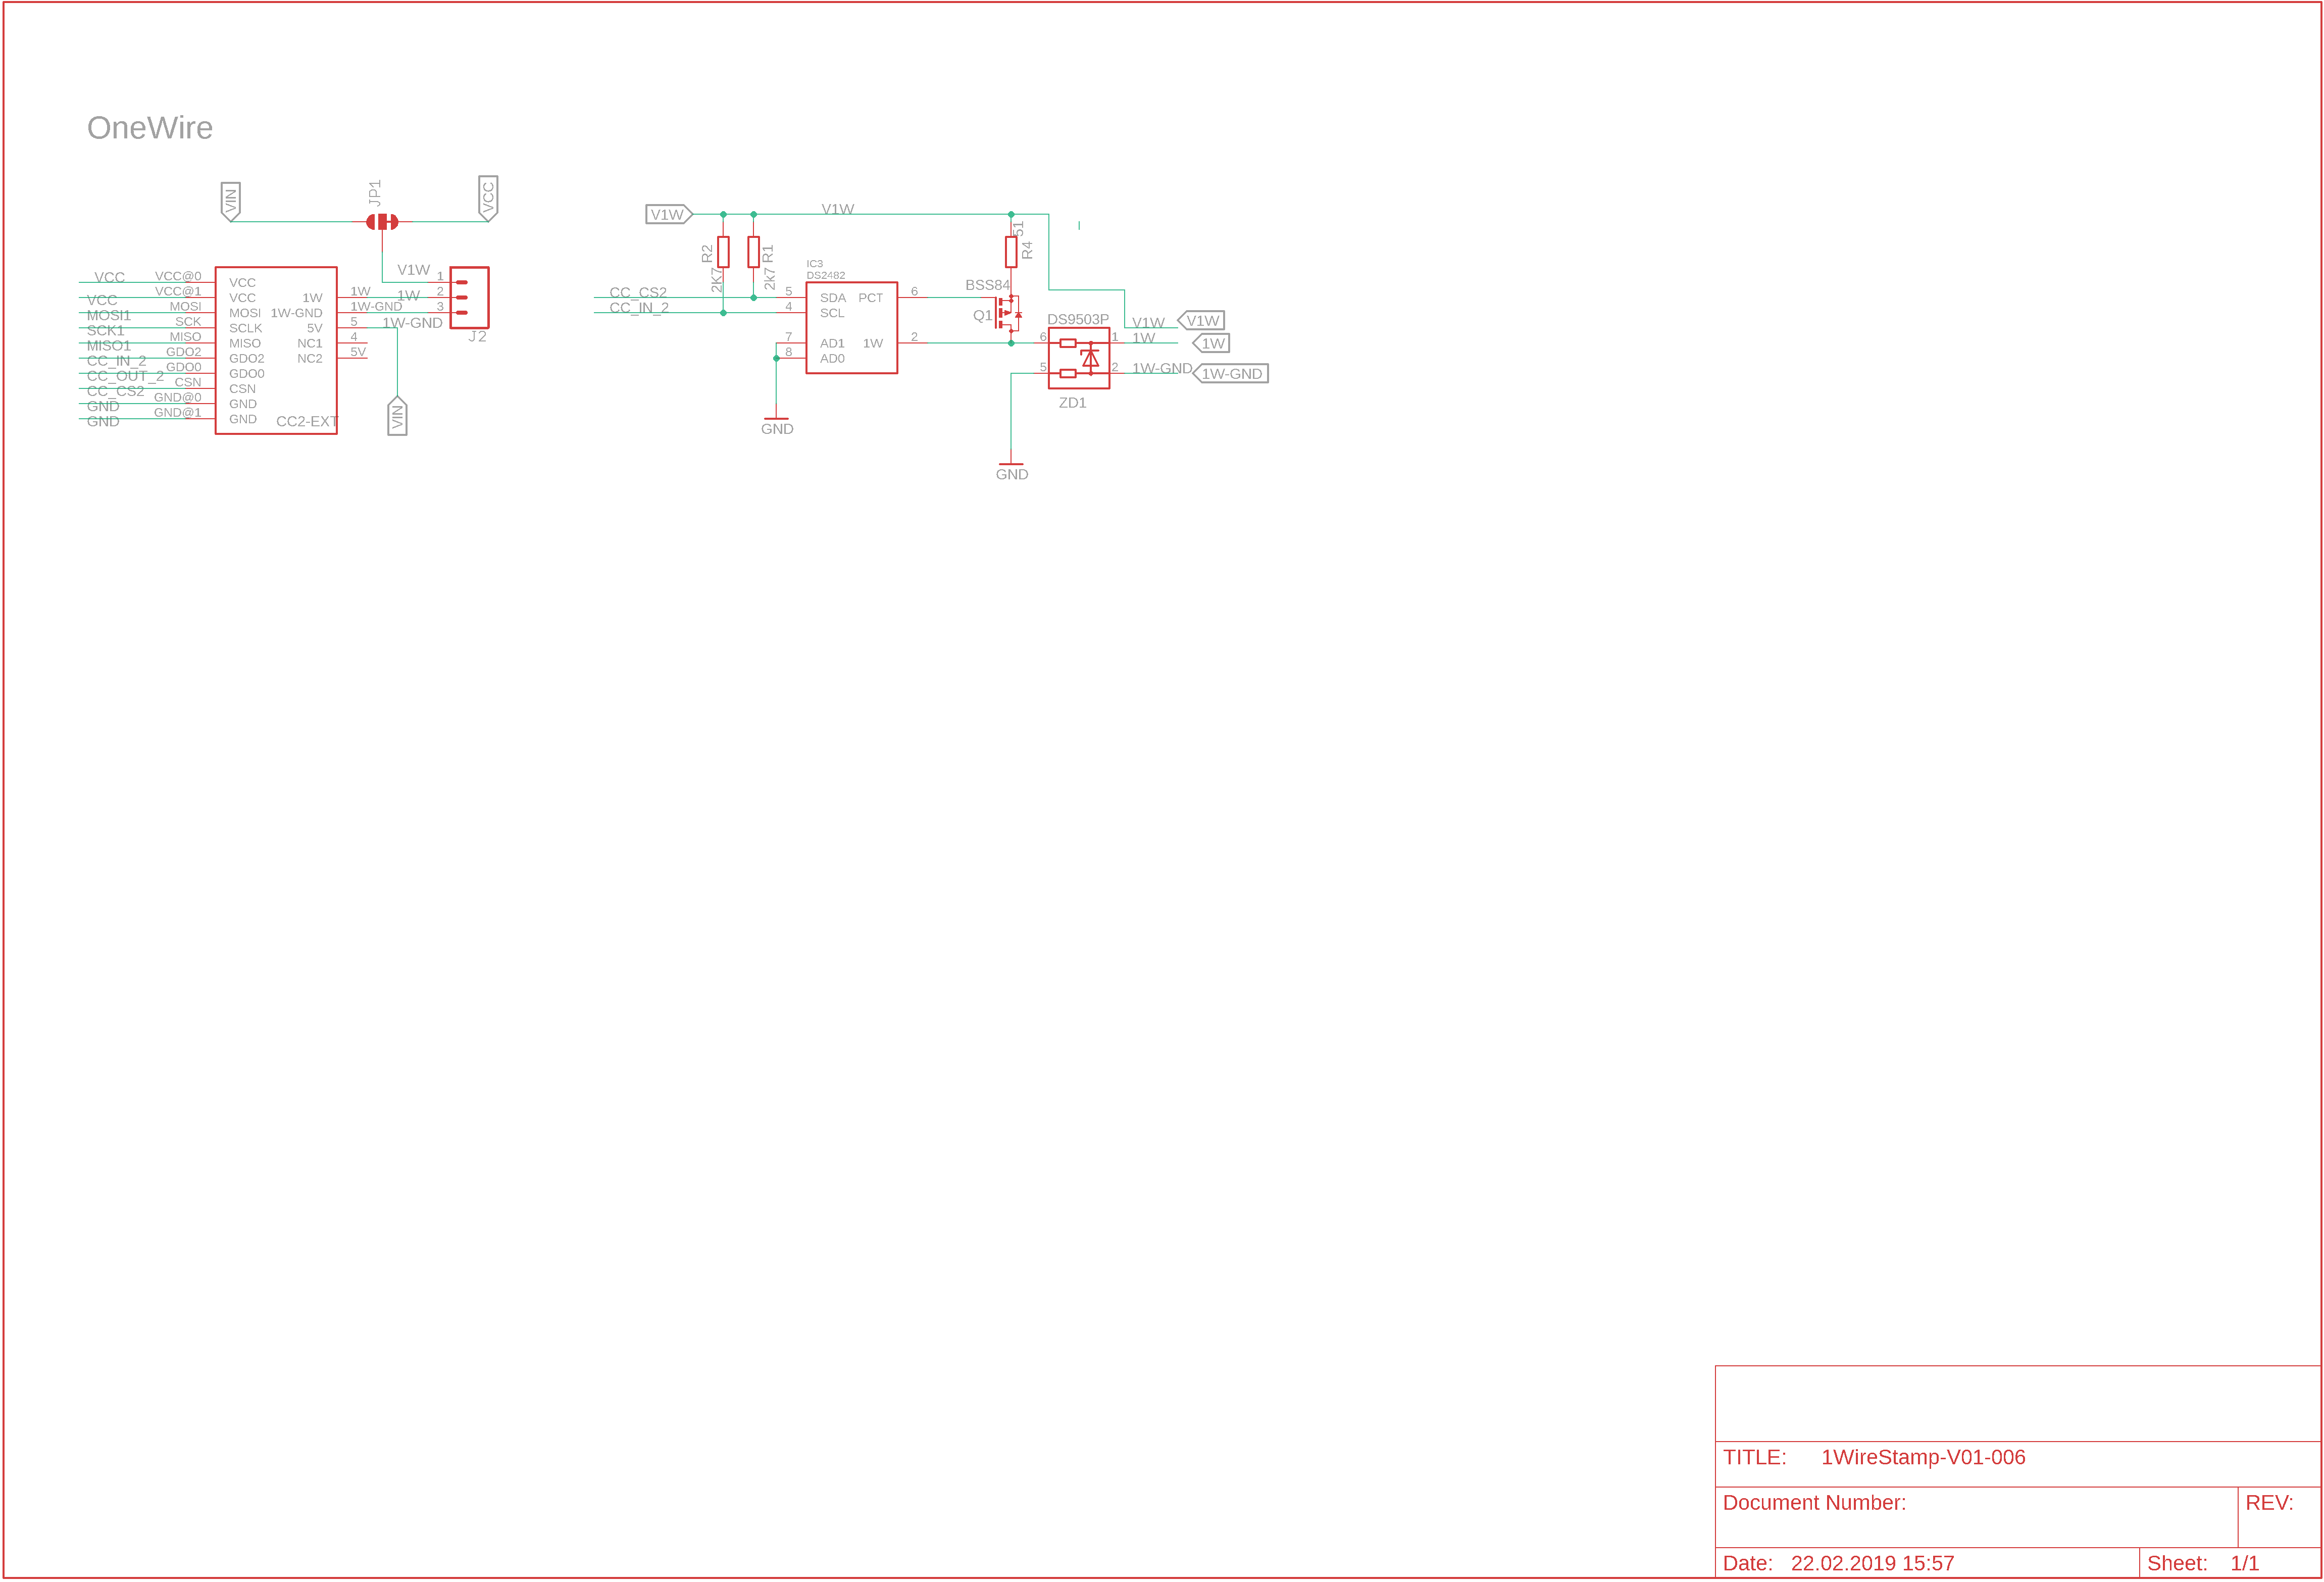 OneWire
VIN
JP1
VCC
V1W
V1W
R2
2K7
R1
2k7
51
R4
IC3
DS2482
BSS84
Q1
CC_CS2
CC_IN_2
5 SDA PCT 6
4 SCL
7 AD1 1W 2
8 AD0
GND
GND
DS9503P
6 1
5 2
ZD1
V1W V1W
1W 1W
1W-GND 1W-GND
VCC VCC@0 VCC
VCC VCC@1 VCC 1W 1W
MOSI1 MOSI MOSI 1W-GND 1W-GND
SCK1 SCK SCLK 5V 5
MISO1 MISO MISO NC1 4
CC_IN_2 GDO2 GDO2 NC2 5V
CC_OUT_2 GDO0 GDO0
CC_CS2 CSN CSN
GND GND@0 GND
GND GND@1 GND CC2-EXT
V1W 1
1W 2
1W-GND 3
J2
VIN
TITLE: 1WireStamp-V01-006
Document Number:
REV:
Date: 22.02.2019 15:57
Sheet: 1/1